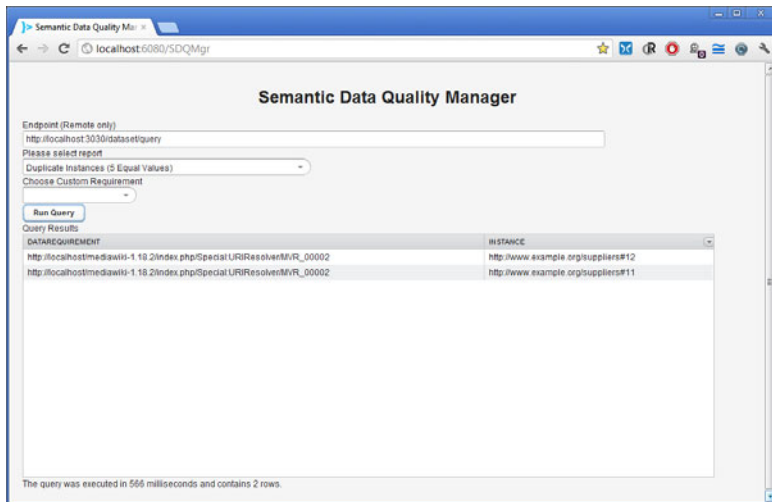 Semantic Data Quality Mar
localhost:6080/SDQMgr
Semantic Data Quality Manager
Endpoint (Remote only)
http://localhost:3030/dataset/query
Please select report
Duplicate Instances (5 Equal Values)
Choose Custom Requirement
Run Query
Query Results
DATAREQUIREMENT INSTANCE
http://localhost/mediawiki-1.18.2/index.php/Special:URIResolver/MVR_00002 http://www.example.org/suppliers#12
http://localhost/mediawiki-1.18.2/index.php/Special:URIResolver/MVR_00002 http://www.example.org/suppliers#11
The query was executed in 566 milliseconds and contains 2 rows.